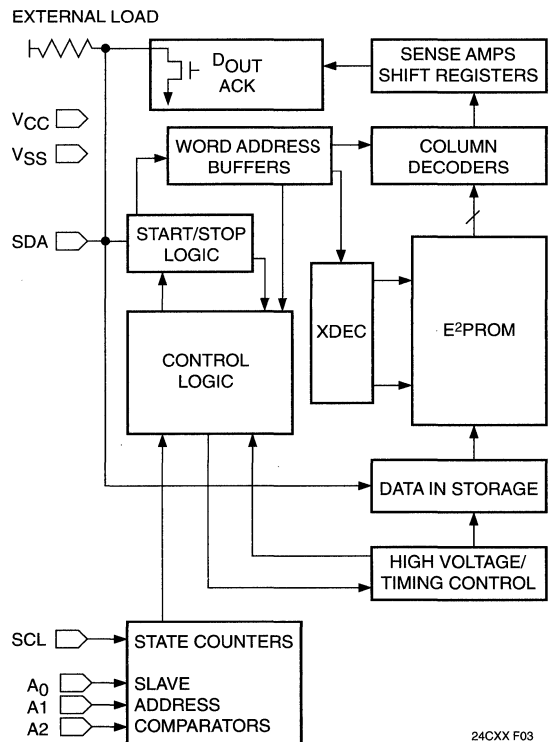 EXTERNAL LOAD
DOUT
ACK
SENSE AMPS
SHIFT REGISTERS
VCC
VSS
WORD ADDRESS
BUFFERS
COLUMN
DECODERS
SDA
START/STOP
LOGIC
XDEC
E²PROM
CONTROL
LOGIC
DATA IN STORAGE
HIGH VOLTAGE/
TIMING CONTROL
SCL
STATE COUNTERS
A0
SLAVE
A1
ADDRESS
A2
COMPARATORS
24CXX F03